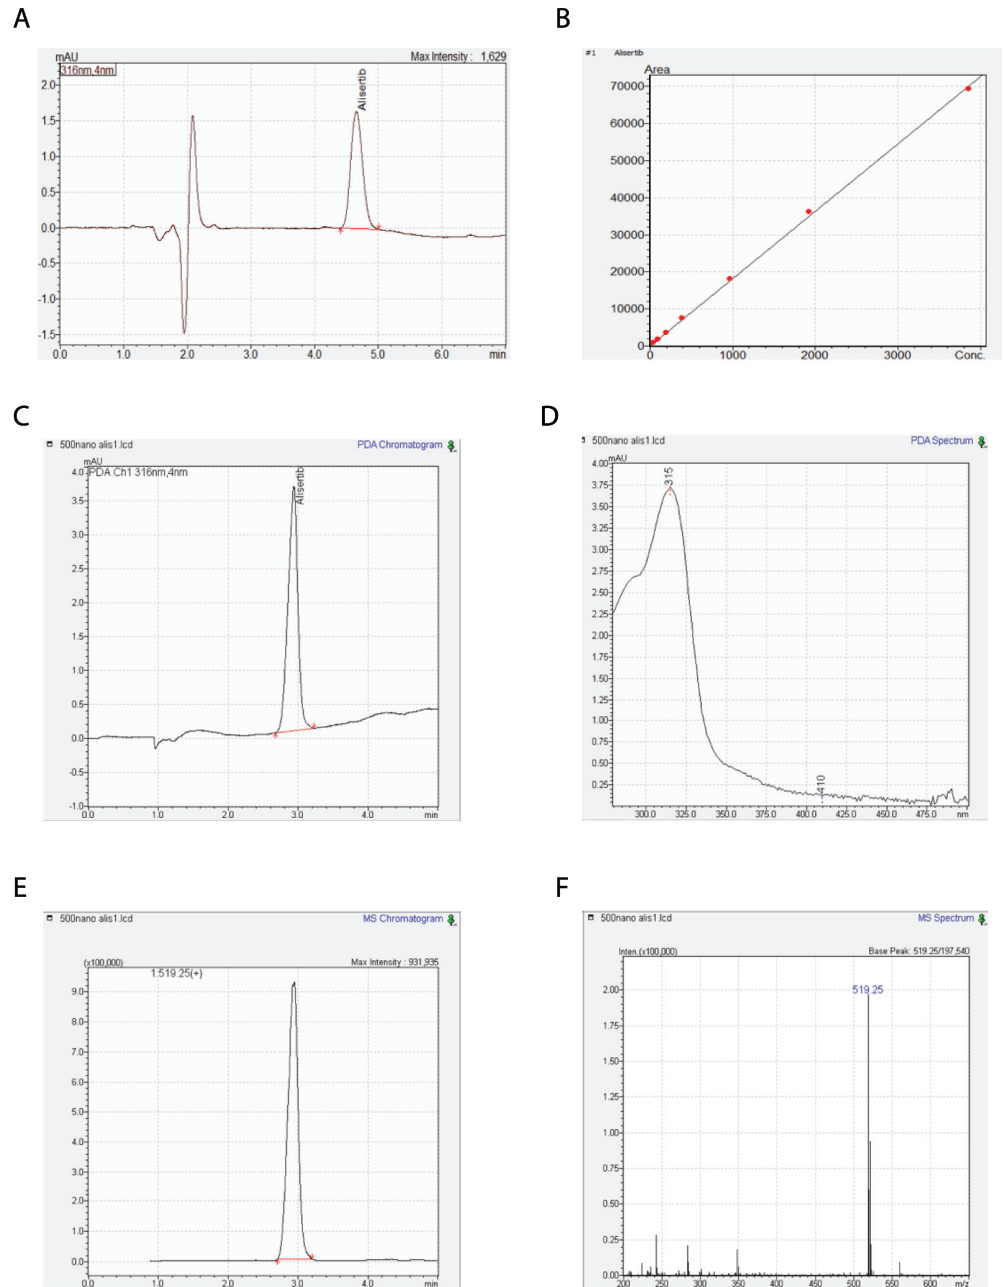 A
mAU
Max Intensity : 1,629
316nm,4nm
Alisertib
2.0
1.5
1.0
0.5
0.0
-0.5
-1.0
-1.5
0.0 1.0 2.0 3.0 4.0 5.0 6.0 min
B
#1 Alisertib
Area
70000
60000
50000
40000
30000
20000
10000
0
0 1000 2000 3000 Conc.
C
500nano alis1.lcd PDA Chromatogram
mAU
4.0 PDA Ch1 316nm,4nm
Alisertib
3.5
3.0
2.5
2.0
1.5
1.0
0.5
0.0
-0.5
-1.0
0.0 1.0 2.0 3.0 4.0 min
D
500nano alis1.lcd PDA Spectrum
4.00 mAU
315
3.75
3.50
3.25
3.00
2.75
2.50
2.25
2.00
1.75
1.50
1.25
1.00
0.75
0.50
0.25
410
300.0 325.0 350.0 375.0 400.0 425.0 450.0 475.0 nm
E
500nano alis1.lcd MS Chromatogram
(x100,000) Max Intensity : 931,935
1:519.25(+)
9.0
8.0
7.0
6.0
5.0
4.0
3.0
2.0
1.0
0.0
0.0 1.0 2.0 3.0 4.0 min
F
500nano alis1.lcd MS Spectrum
Inten.(x100,000) Base Peak: 519.25/197,540
519.25
2.00
1.75
1.50
1.25
1.00
0.75
0.50
0.25
0.00
200 250 300 350 400 450 500 550 600 m/z